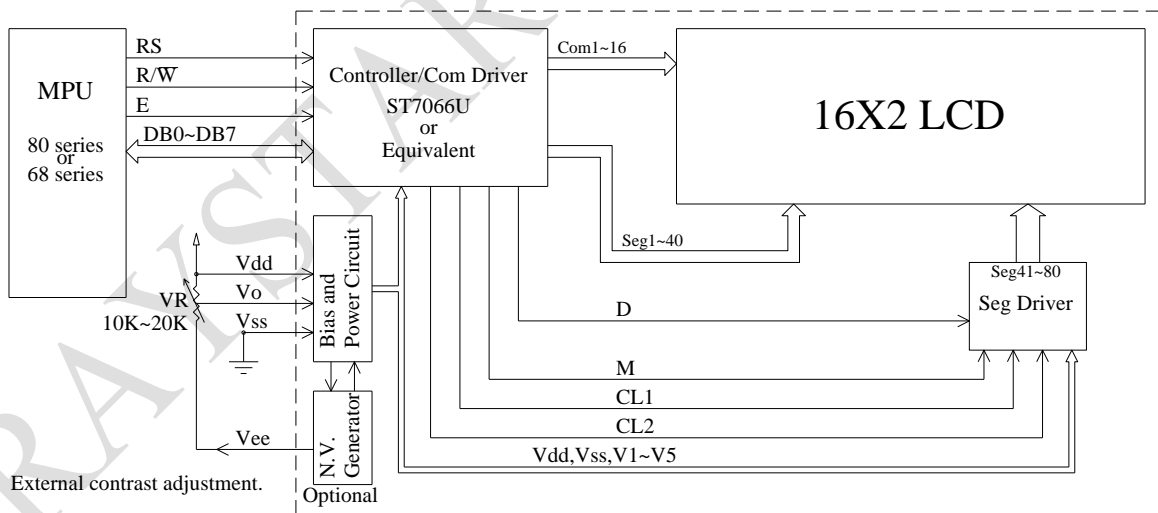 RS
R/W̅
E
DB0~DB7
MPU
80 series
or
68 series
Controller/Com Driver
ST7066U
or
Equivalent
Com1~16
16X2 LCD
Seg1~40
Seg41~80
Seg Driver
Vdd
Vo
Vss
VR
10K~20K
Bias and
Power Circuit
D
M
CL1
CL2
Vdd,Vss,V1~V5
Vee
N.V.
Generator
Optional
External contrast adjustment.
RAYSTAR